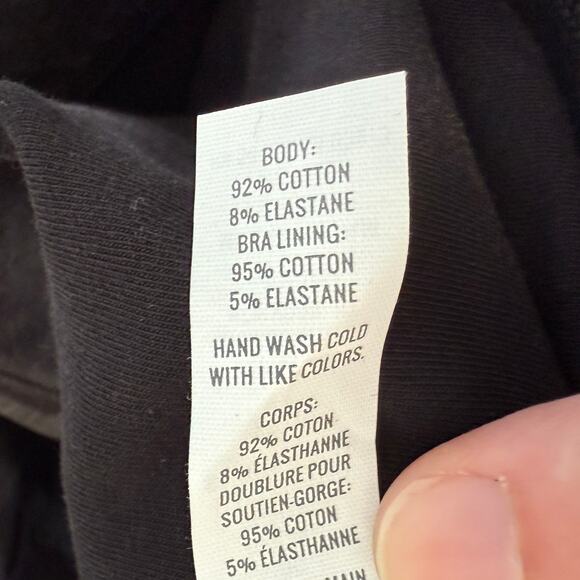 BODY:
92% COTTON
8% ELASTANE
BRA LINING:
95% COTTON
5% ELASTANE
HAND WASH COLD
WITH LIKE COLORS.
CORPS:
92% COTON
8% ÉLASTHANNE
DOUBLURE POUR
SOUTIEN-GORGE:
95% COTON
5% ÉLASTHANNE
MAIN